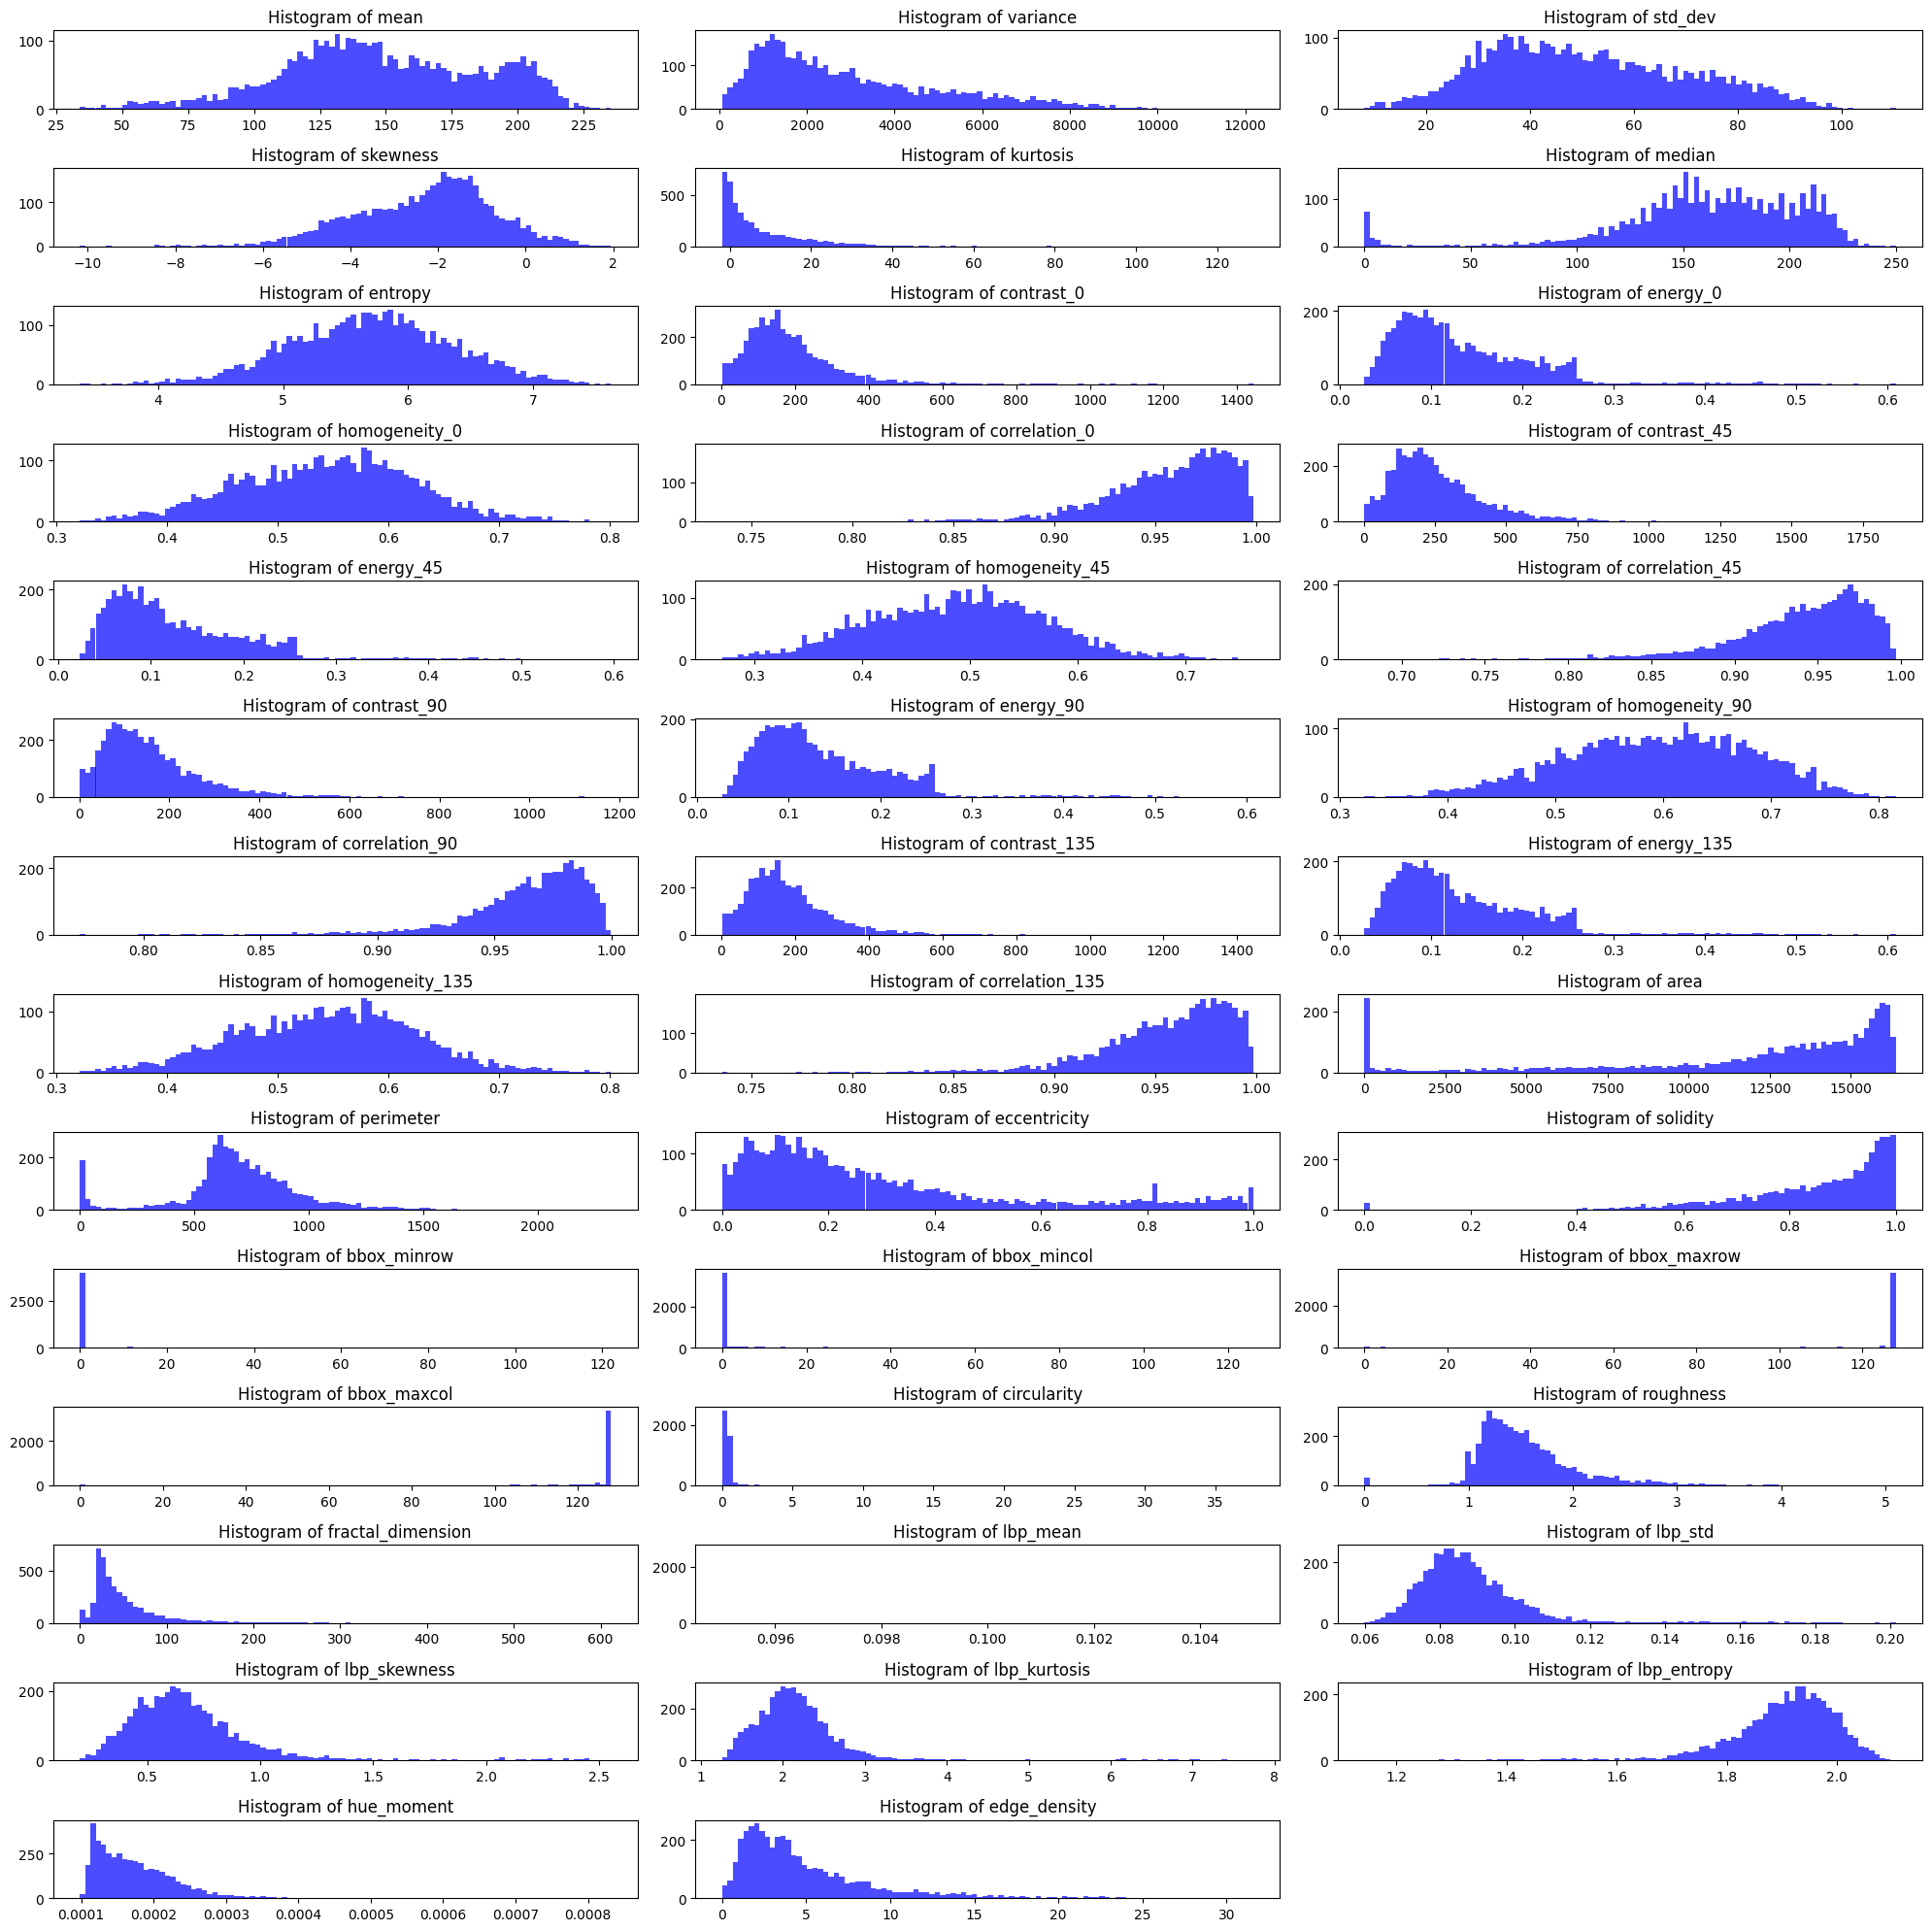 Histogram of mean Histogram of variance Histogram of std_dev
100 100 100
0 0 0
25 50 75 100 125 150 175 200 225 0 2000 4000 6000 8000 10000 12000 20 40 60 80 100
Histogram of skewness Histogram of kurtosis Histogram of median
100 500 100
0 0 0
−10 −8 −6 −4 −2 0 2 0 20 40 60 80 100 120 0 50 100 150 200 250
Histogram of entropy Histogram of contrast_0 Histogram of energy_0
100 200 200 100
0 0 0
4 5 6 7 0 200 400 600 800 1000 1200 1400 0.0 0.1 0.2 0.3 0.4 0.5 0.6
Histogram of homogeneity_0 Histogram of correlation_0 Histogram of contrast_45
100 100 200
0 0 0
0.3 0.4 0.5 0.6 0.7 0.8 0.75 0.80 0.85 0.90 0.95 1.00 0 250 500 750 1000 1250 1500 1750
Histogram of energy_45 Histogram of homogeneity_45 Histogram of correlation_45
200 100 200
100 100
0 0 0
0.0 0.1 0.2 0.3 0.4 0.5 0.6 0.3 0.4 0.5 0.6 0.7 0.70 0.75 0.80 0.85 0.90 0.95 1.00
Histogram of contrast_90 Histogram of energy_90 Histogram of homogeneity_90
200 200 100
100
0 0 0
0 200 400 600 800 1000 1200 0.0 0.1 0.2 0.3 0.4 0.5 0.6 0.3 0.4 0.5 0.6 0.7 0.8
Histogram of correlation_90 Histogram of contrast_135 Histogram of energy_135
200 200 200
100
0 0 0
0.80 0.85 0.90 0.95 1.00 0 200 400 600 800 1000 1200 1400 0.0 0.1 0.2 0.3 0.4 0.5 0.6
Histogram of homogeneity_135 Histogram of correlation_135 Histogram of area
100 100 200
0 0 0
0.3 0.4 0.5 0.6 0.7 0.8 0.75 0.80 0.85 0.90 0.95 1.00 0 2500 5000 7500 10000 12500 15000
Histogram of perimeter Histogram of eccentricity Histogram of solidity
200 100 200
0 0 0
0 500 1000 1500 2000 0.0 0.2 0.4 0.6 0.8 1.0 0.0 0.2 0.4 0.6 0.8 1.0
Histogram of bbox_minrow Histogram of bbox_mincol Histogram of bbox_maxrow
2500 2000 2000
0 0 0
0 20 40 60 80 100 120 0 20 40 60 80 100 120 0 20 40 60 80 100 120
Histogram of bbox_maxcol Histogram of circularity Histogram of roughness
2000 2000 200
0 0 0
0 20 40 60 80 100 120 0 5 10 15 20 25 30 35 0 1 2 3 4 5
Histogram of fractal_dimension Histogram of lbp_mean Histogram of lbp_std
500 2000 200
0 0 0
0 100 200 300 400 500 600 0.096 0.098 0.100 0.102 0.104 0.06 0.08 0.10 0.12 0.14 0.16 0.18 0.20
Histogram of lbp_skewness Histogram of lbp_kurtosis Histogram of lbp_entropy
200 200 200
0 0 0
0.5 1.0 1.5 2.0 2.5 1 2 3 4 5 6 7 8 1.2 1.4 1.6 1.8 2.0
Histogram of hue_moment Histogram of edge_density
250 200
0 0
0.0001 0.0002 0.0003 0.0004 0.0005 0.0006 0.0007 0.0008 0 5 10 15 20 25 30